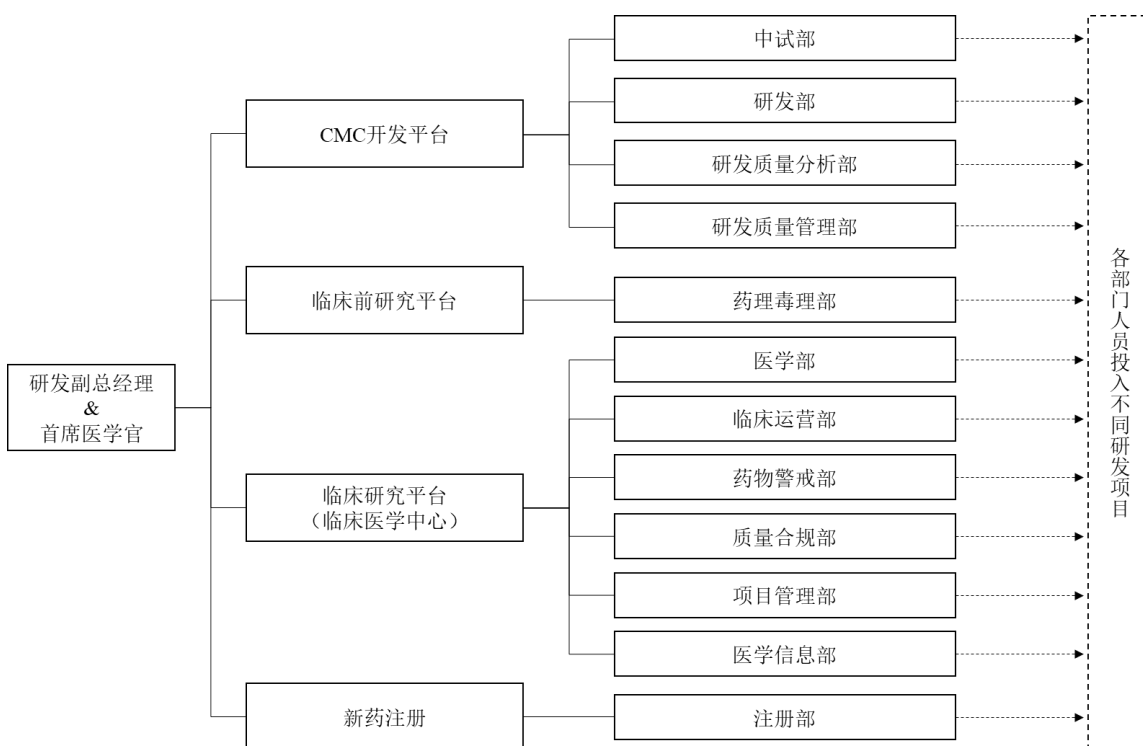 研发副总经理
&
首席医学官
CMC开发平台
中试部
研发部
研发质量分析部
研发质量管理部
临床前研究平台
药理毒理部
临床研究平台
（临床医学中心）
医学部
临床运营部
药物警戒部
质量合规部
项目管理部
医学信息部
新药注册
注册部
各部门人员投入不同研发项目